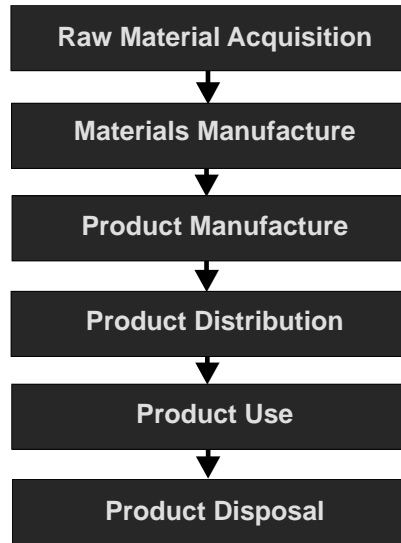 Raw Material Acquisition
Materials Manufacture
Product Manufacture
Product Distribution
Product Use
Product Disposal